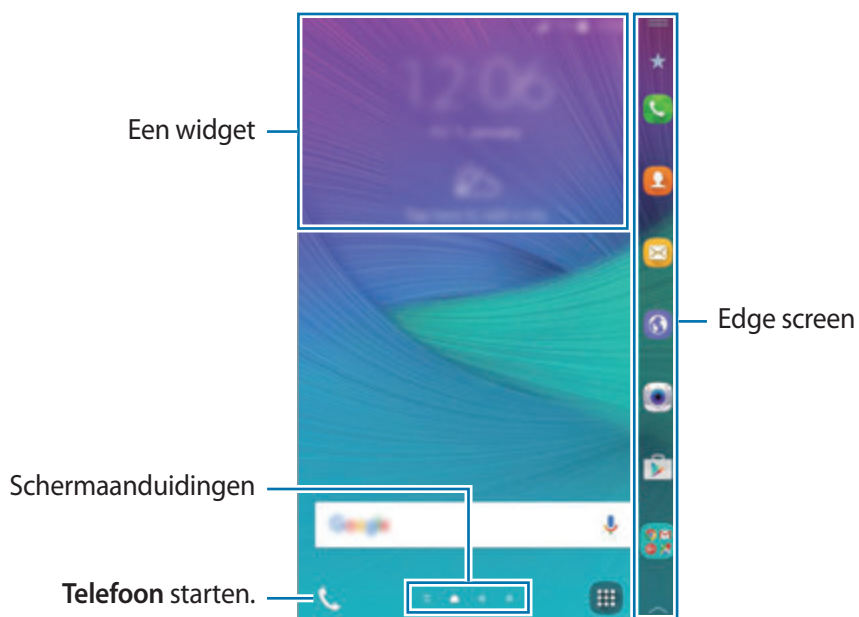 Een widget
12:06
Edge screen
Schermaanduidingen
Google
Telefoon starten.